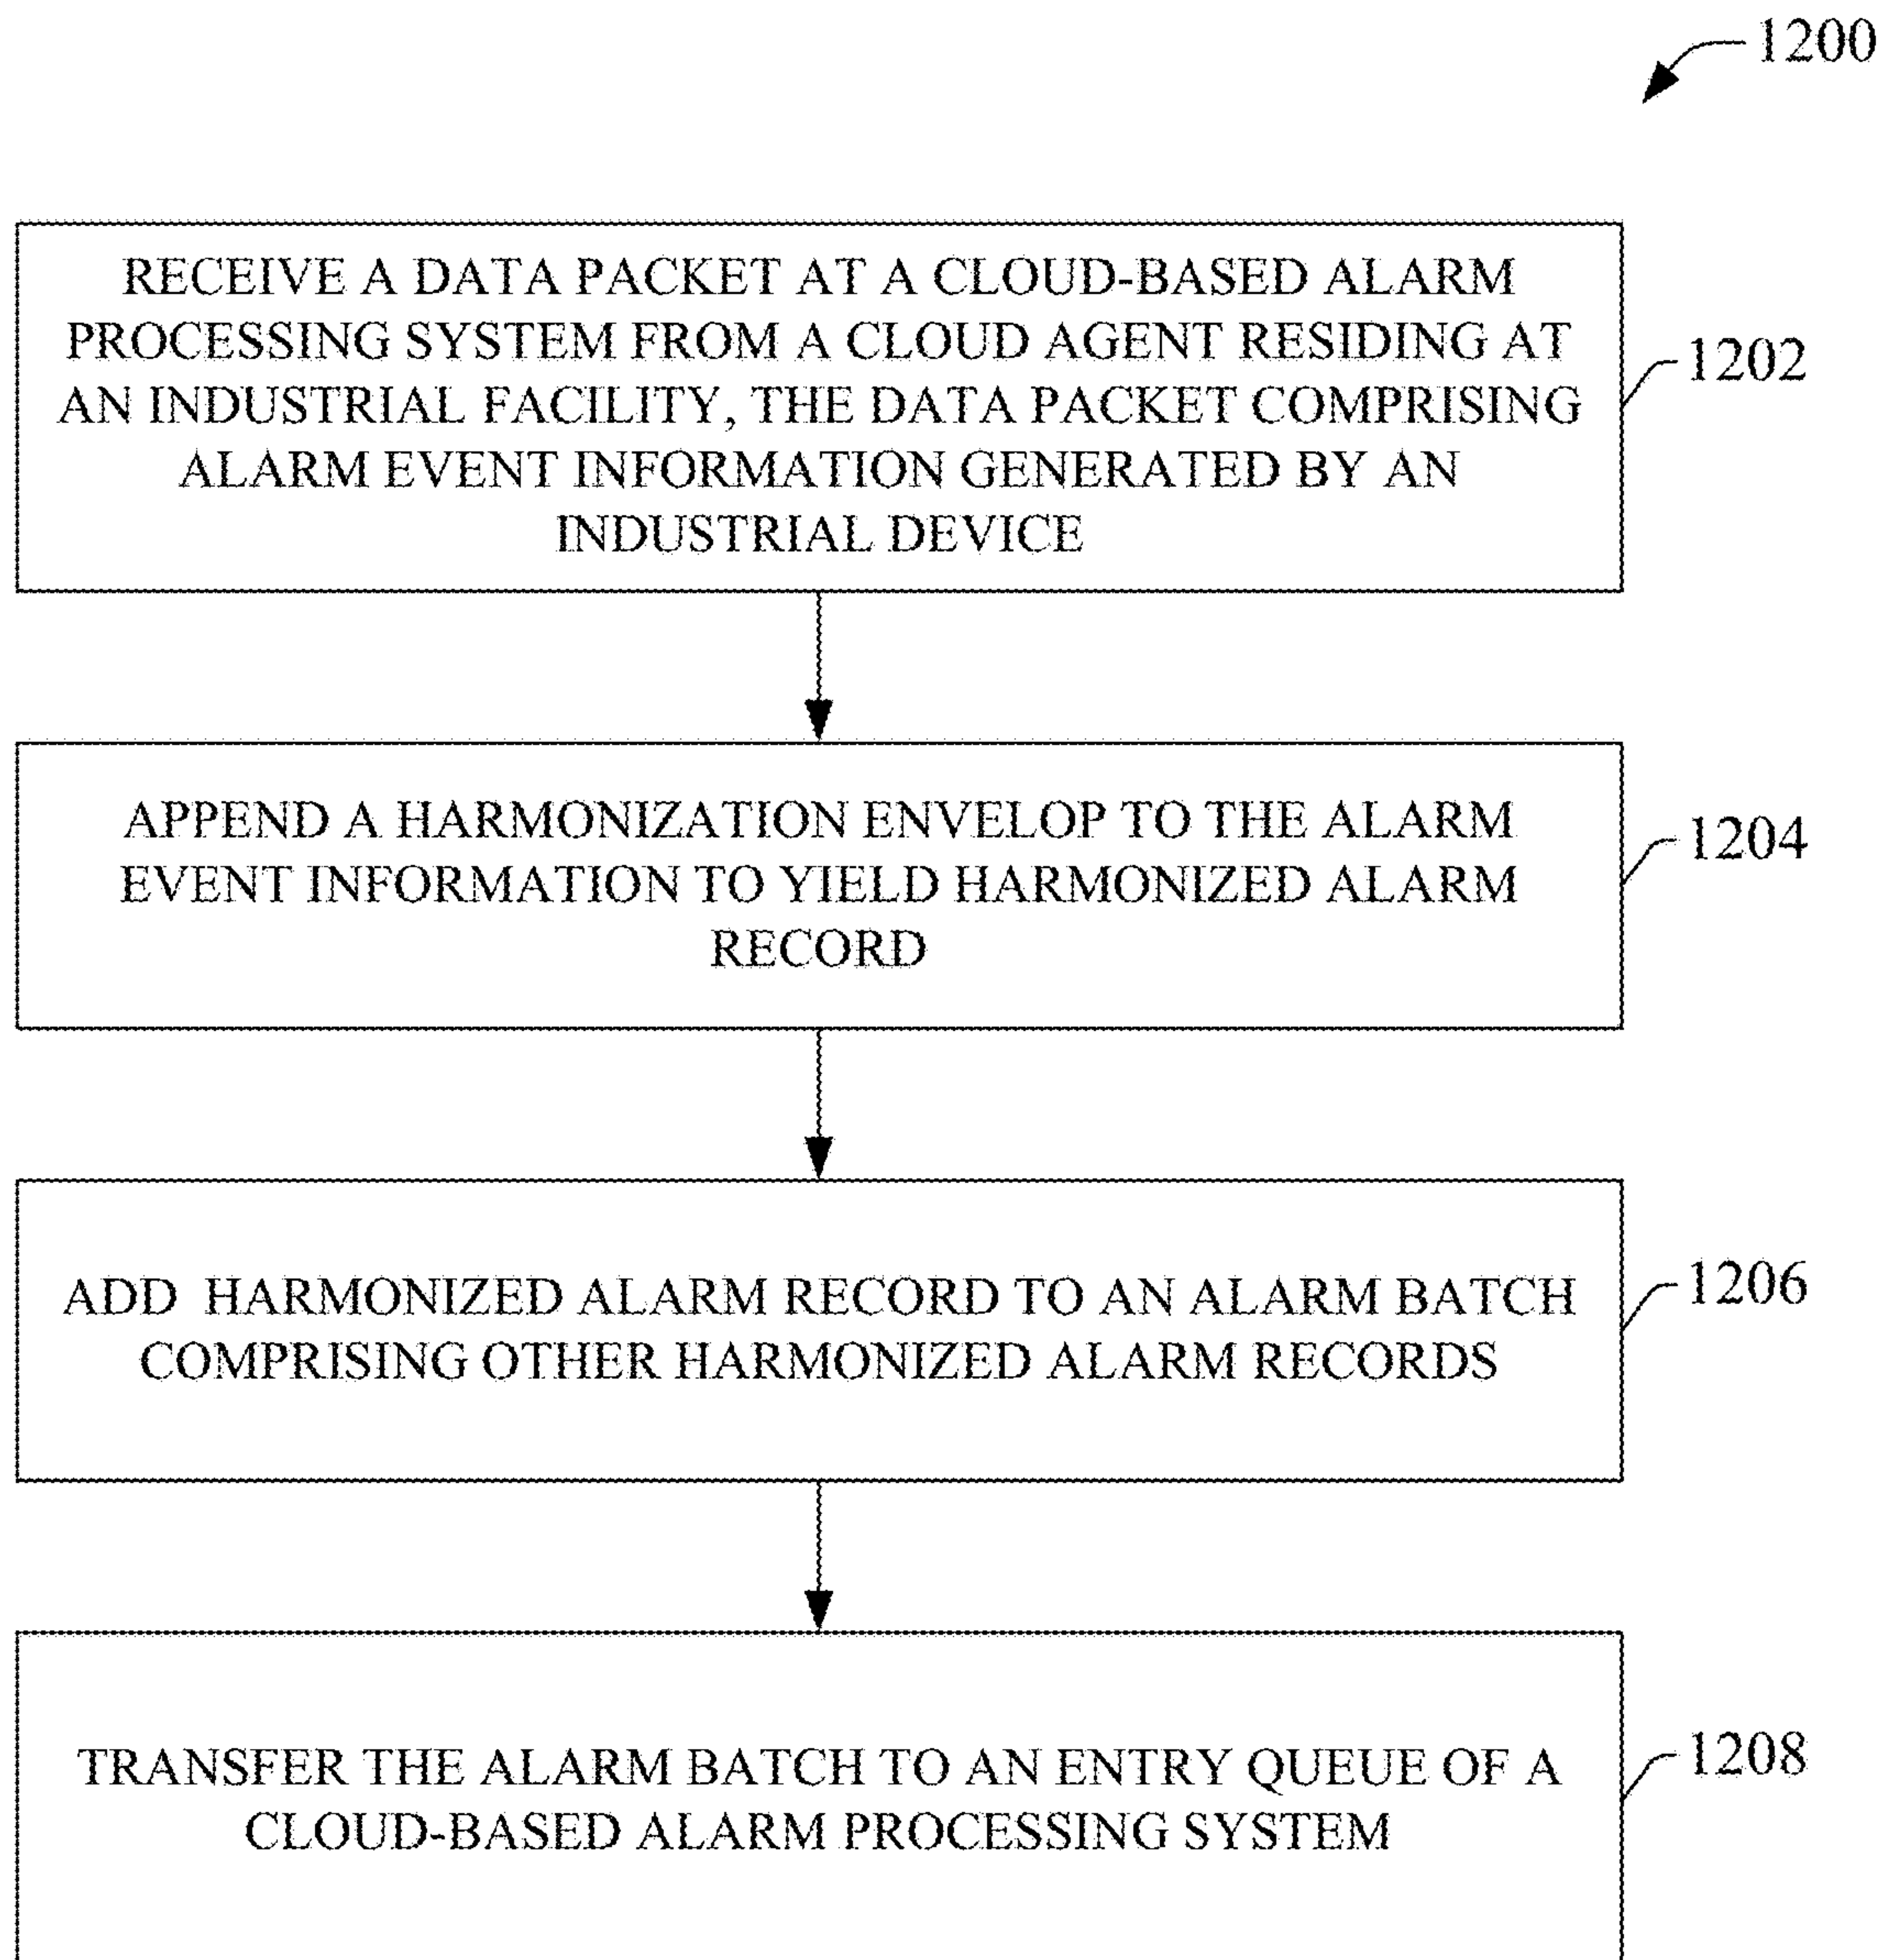 1200
RECEIVE A DATA PACKET AT A CLOUD-BASED ALARM
PROCESSING SYSTEM FROM A CLOUD AGENT RESIDING AT
AN INDUSTRIAL FACILITY, THE DATA PACKET COMPRISING
ALARM EVENT INFORMATION GENERATED BY AN
INDUSTRIAL DEVICE
1202
APPEND A HARMONIZATION ENVELOP TO THE ALARM
EVENT INFORMATION TO YIELD HARMONIZED ALARM
RECORD
1204
ADD HARMONIZED ALARM RECORD TO AN ALARM BATCH
COMPRISING OTHER HARMONIZED ALARM RECORDS
1206
TRANSFER THE ALARM BATCH TO AN ENTRY QUEUE OF A
CLOUD-BASED ALARM PROCESSING SYSTEM
1208